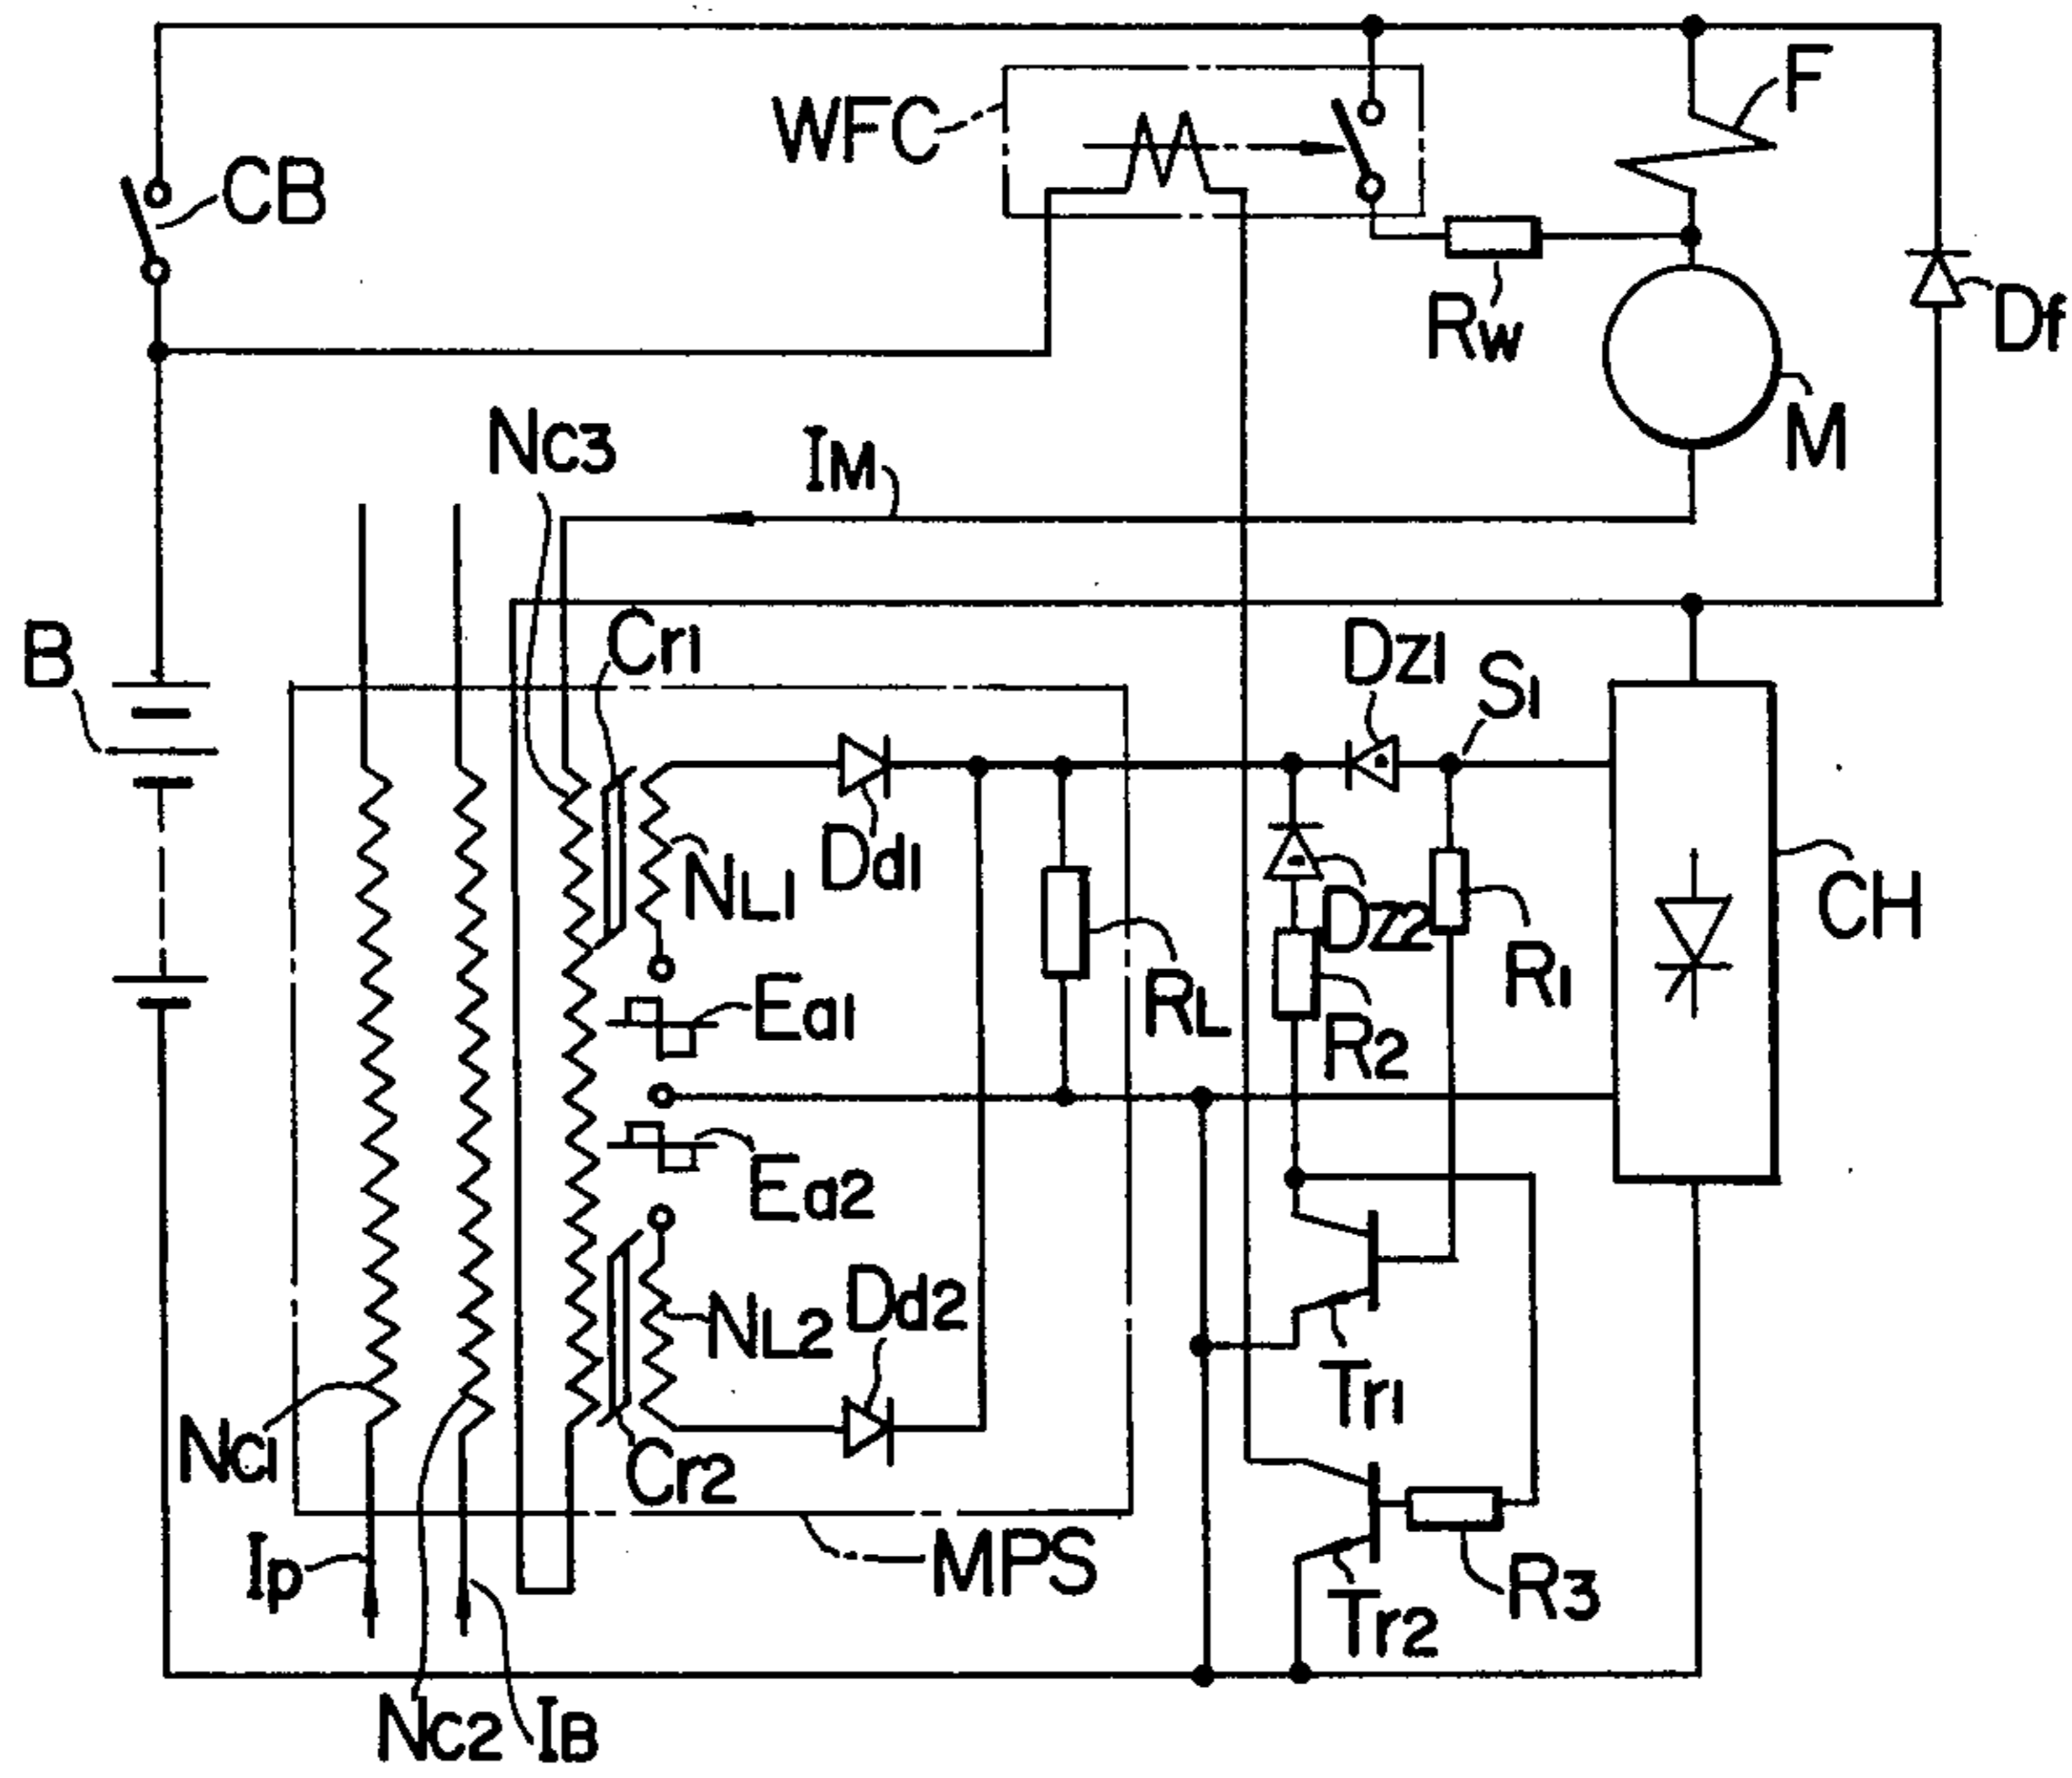 F
WFC
CB
Rw
Df
M
NC3
IM
B
Cr1
DZ1
S1
Dd1
NL1
CH
DZ2
R1
RL
Ea1
R2
Ea2
NL2
Dd2
Tr1
NC1
Cr2
IP
MPS
R3
Tr2
NC2
IB